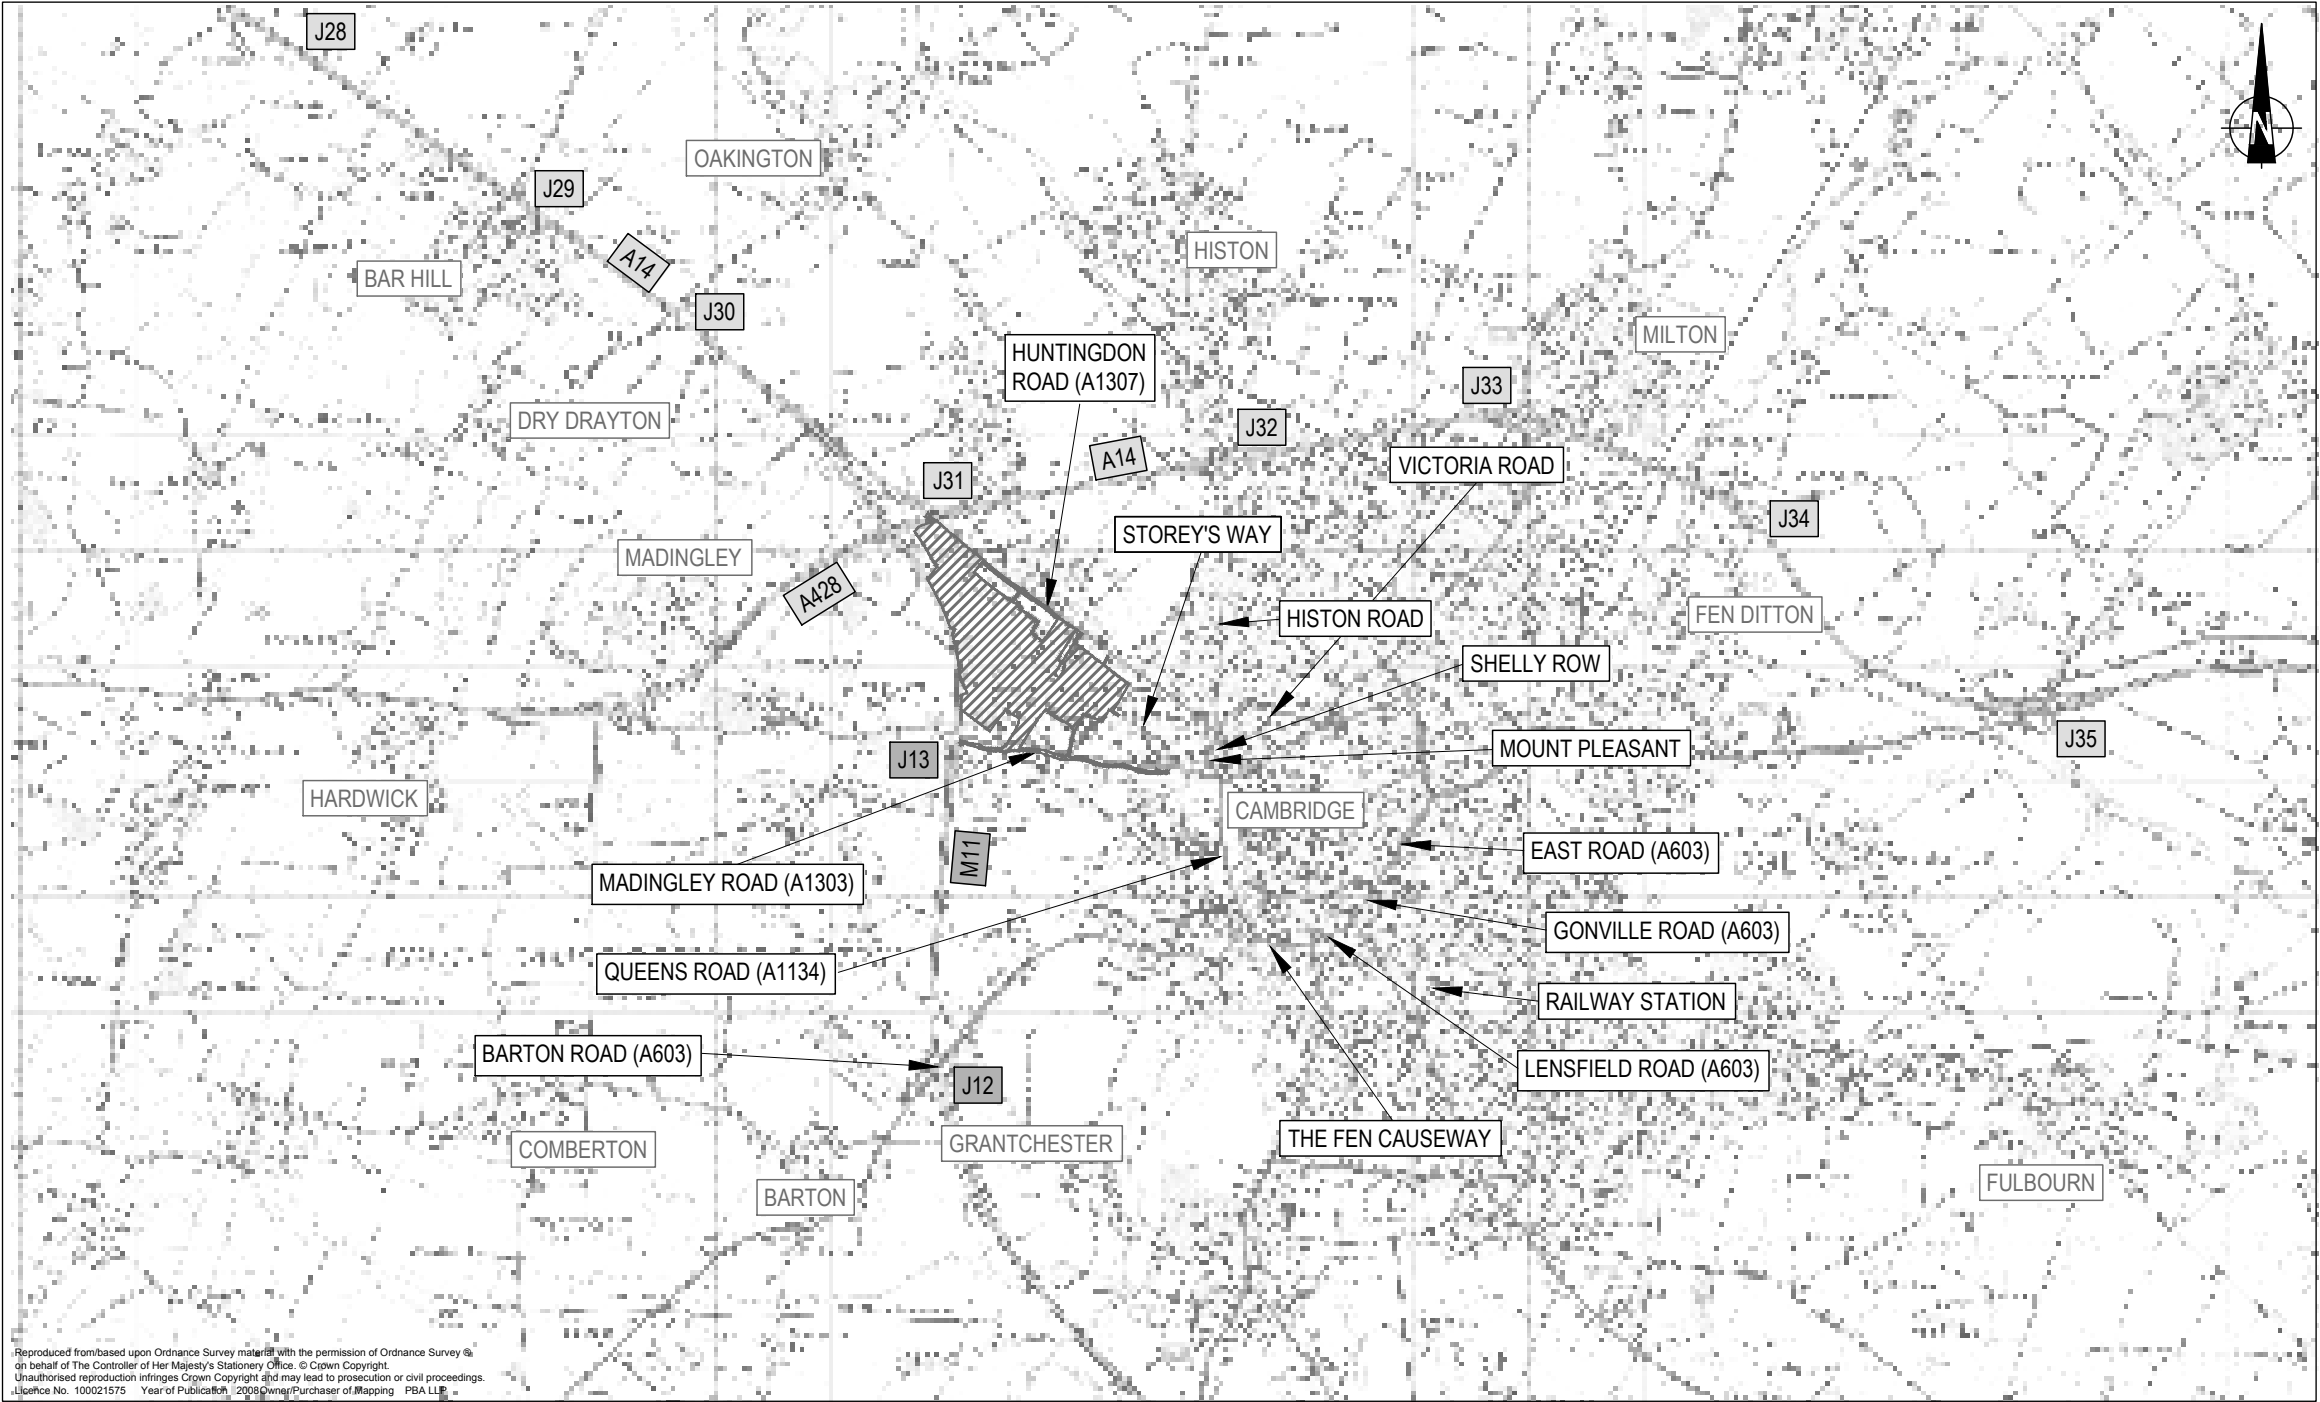 J28
N
OAKINGTON
J29
HISTON
A14
BAR HILL
J30
MILTON
HUNTINGDON
ROAD (A1307)
J33
DRY DRAYTON
J32
A14
VICTORIA ROAD
J31
J34
STOREY'S WAY
MADINGLEY
A428
HISTON ROAD
FEN DITTON
SHELLY ROW
J35
MOUNT PLEASANT
J13
HARDWICK
CAMBRIDGE
EAST ROAD (A603)
M11
MADINGLEY ROAD (A1303)
GONVILLE ROAD (A603)
QUEENS ROAD (A1134)
RAILWAY STATION
BARTON ROAD (A603)
LENSFIELD ROAD (A603)
J12
THE FEN CAUSEWAY
GRANTCHESTER
COMBERTON
FULBOURN
BARTON
Reproduced from/based upon Ordnance Survey material with the permission of Ordnance Survey ®
on behalf of The Controller of Her Majesty's Stationery Office. © Crown Copyright.
Unauthorised reproduction infringes Crown Copyright and may lead to prosecution or civil proceedings.
Licence No. 100021575 Year of Publication 2008 Owner/Purchaser of Mapping PBA LLP